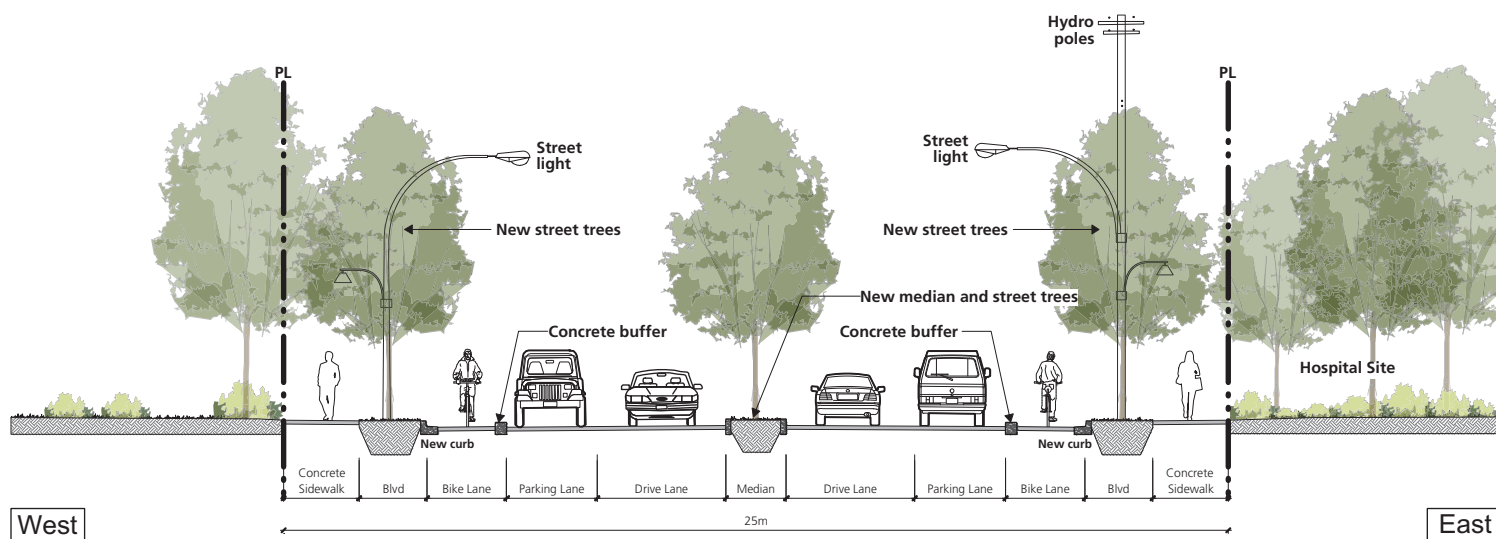 Hydro
poles
PL
PL
Street
light
Street
light
New street trees
New street trees
New median and street trees
Concrete buffer
Concrete buffer
Hospital Site
New curb
New curb
Concrete
Sidewalk
Blvd
Bike Lane
Parking Lane
Drive Lane
Median
Drive Lane
Parking Lane
Bike Lane
Blvd
Concrete
Sidewalk
25m
West
East